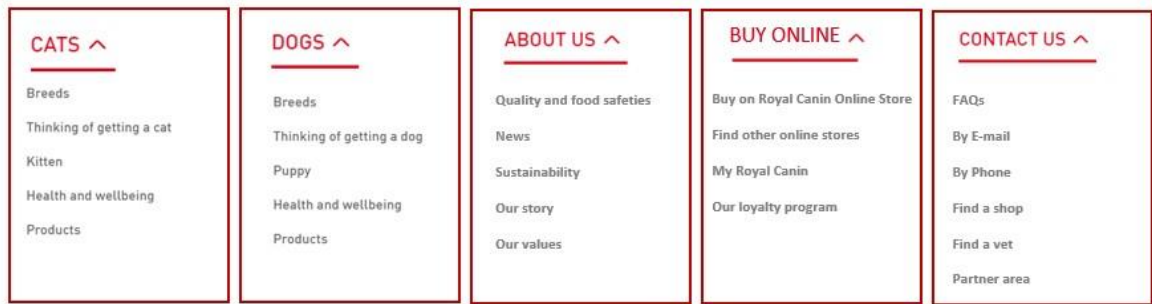 CATS
Breeds
Thinking of getting a cat
Kitten
Health and wellbeing
Products
DOGS
Breeds
Thinking of getting a dog
Puppy
Health and wellbeing
Products
ABOUT US
Quality and food safeties
News
Sustainability
Our story
Our values
BUY ONLINE
Buy on Royal Canin Online Store
Find other online stores
My Royal Canin
Our loyalty program
CONTACT US
FAQs
By E-mail
By Phone
Find a shop
Find a vet
Partner area